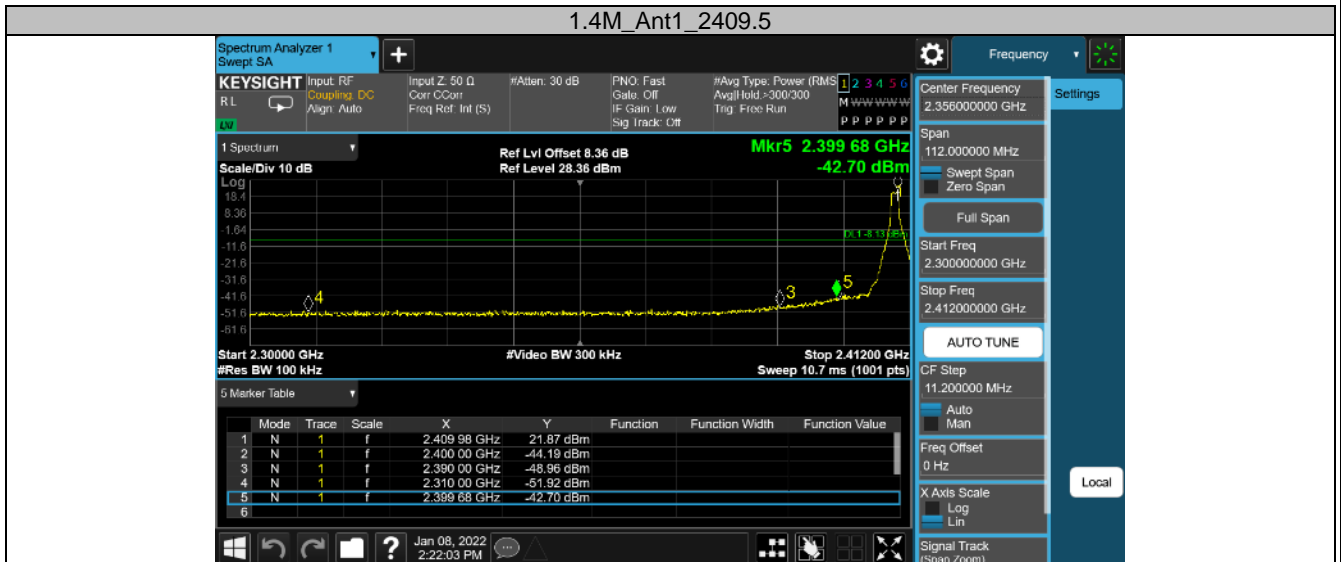 1.4M_Ant1_2409.5
Spectrum Analyzer 1
Swept SA
+
Frequency
KEYSIGHT
RL
LXI
Input: RF
Coupling: DC
Align: Auto
Input Z: 50 Ω
Corr CCorr
Freq Ref: Int (S)
#Atten: 30 dB
PNO: Fast
Gate: Off
IF Gain: Low
Sig Track: Off
#Avg Type: Power (RMS
Avg|Hold:>300/300
Trig: Free Run
1 2 3 4 5 6
M W W W W W
P P P P P P
Center Frequency
2.356000000 GHz
Settings
1 Spectrum
Scale/Div 10 dB
Ref Lvl Offset 8.36 dB
Ref Level 28.36 dBm
Mkr5 2.399 68 GHz
-42.70 dBm
Log
18.4
8.36
-1.64
-11.6
-21.6
-31.6
-41.6
-51.6
-61.6
1
DL1 -8.13 dBm
4
3
5
Start 2.30000 GHz
#Video BW 300 kHz
Stop 2.41200 GHz
#Res BW 100 kHz
Sweep 10.7 ms (1001 pts)
Span
112.000000 MHz
Swept Span
Zero Span
Full Span
Start Freq
2.300000000 GHz
Stop Freq
2.412000000 GHz
AUTO TUNE
CF Step
11.200000 MHz
Auto
Man
Freq Offset
0 Hz
X Axis Scale
Log
Lin
Signal Track
(Span Zoom)
Local
5 Marker Table
Mode Trace Scale X Y Function Function Width Function Value
1 N 1 f 2.409 98 GHz 21.87 dBm
2 N 1 f 2.400 00 GHz -44.19 dBm
3 N 1 f 2.390 00 GHz -48.96 dBm
4 N 1 f 2.310 00 GHz -51.92 dBm
5 N 1 f 2.399 68 GHz -42.70 dBm
6
?
Jan 08, 2022
2:22:03 PM